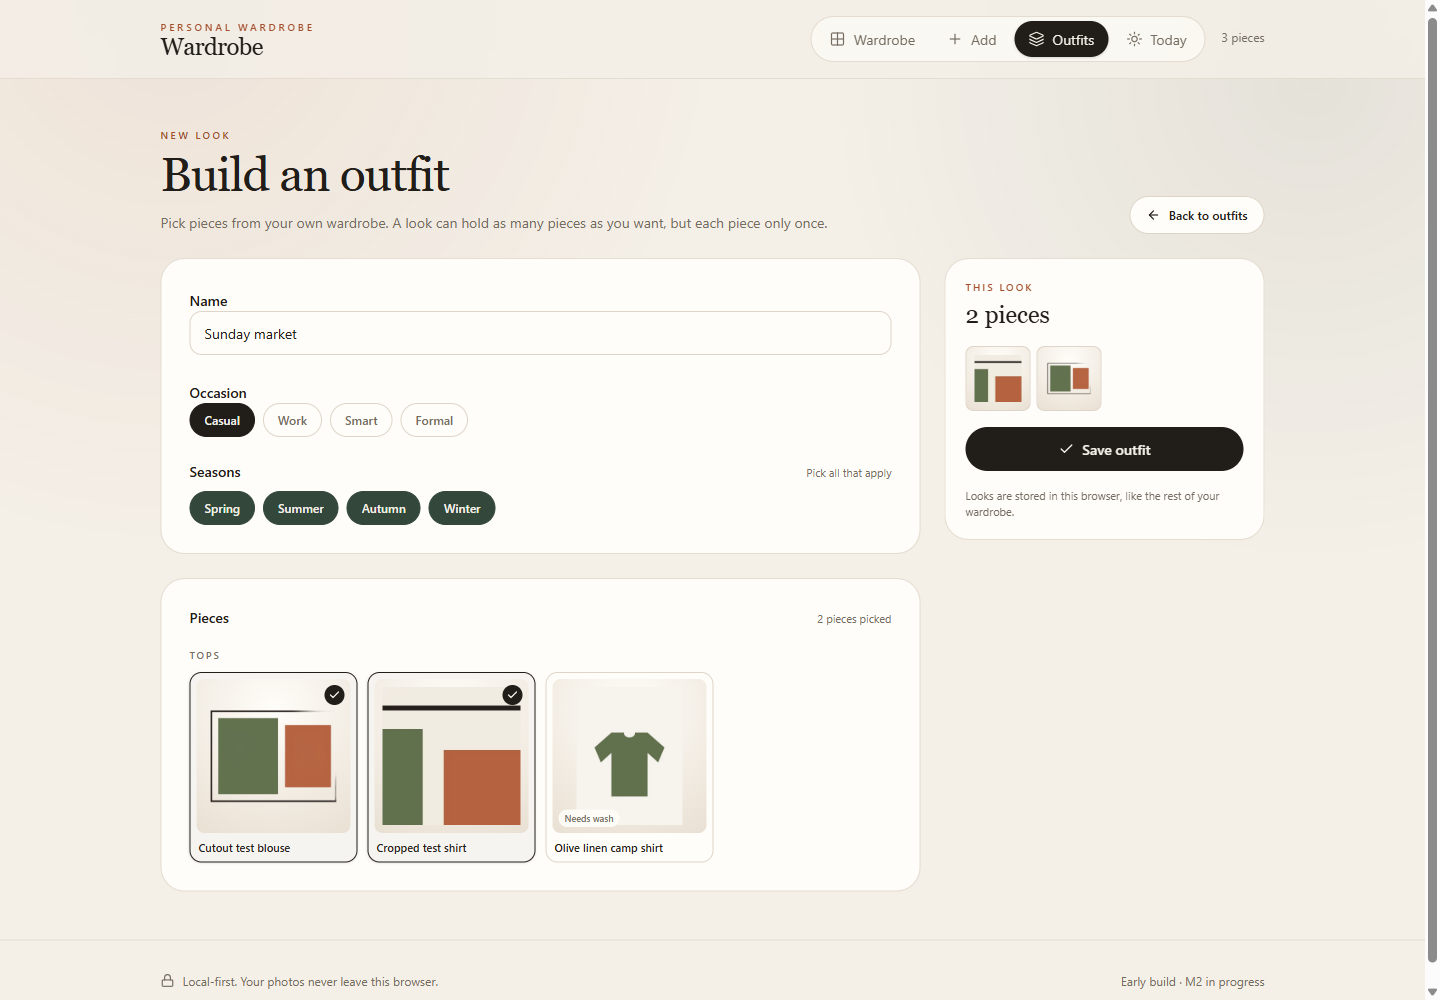 PERSONAL WARDROBE
Wardrobe
Wardrobe
Add
Outfits
Today
3 pieces
NEW LOOK
Build an outfit
Pick pieces from your own wardrobe. A look can hold as many pieces as you want, but each piece only once.
Back to outfits
Name
Sunday market
Occasion
Casual
Work
Smart
Formal
Seasons
Pick all that apply
Spring
Summer
Autumn
Winter
THIS LOOK
2 pieces
Save outfit
Looks are stored in this browser, like the rest of your
wardrobe.
Pieces
2 pieces picked
TOPS
Cutout test blouse
Cropped test shirt
Needs wash
Olive linen camp shirt
Local-first. Your photos never leave this browser.
Early build · M2 in progress